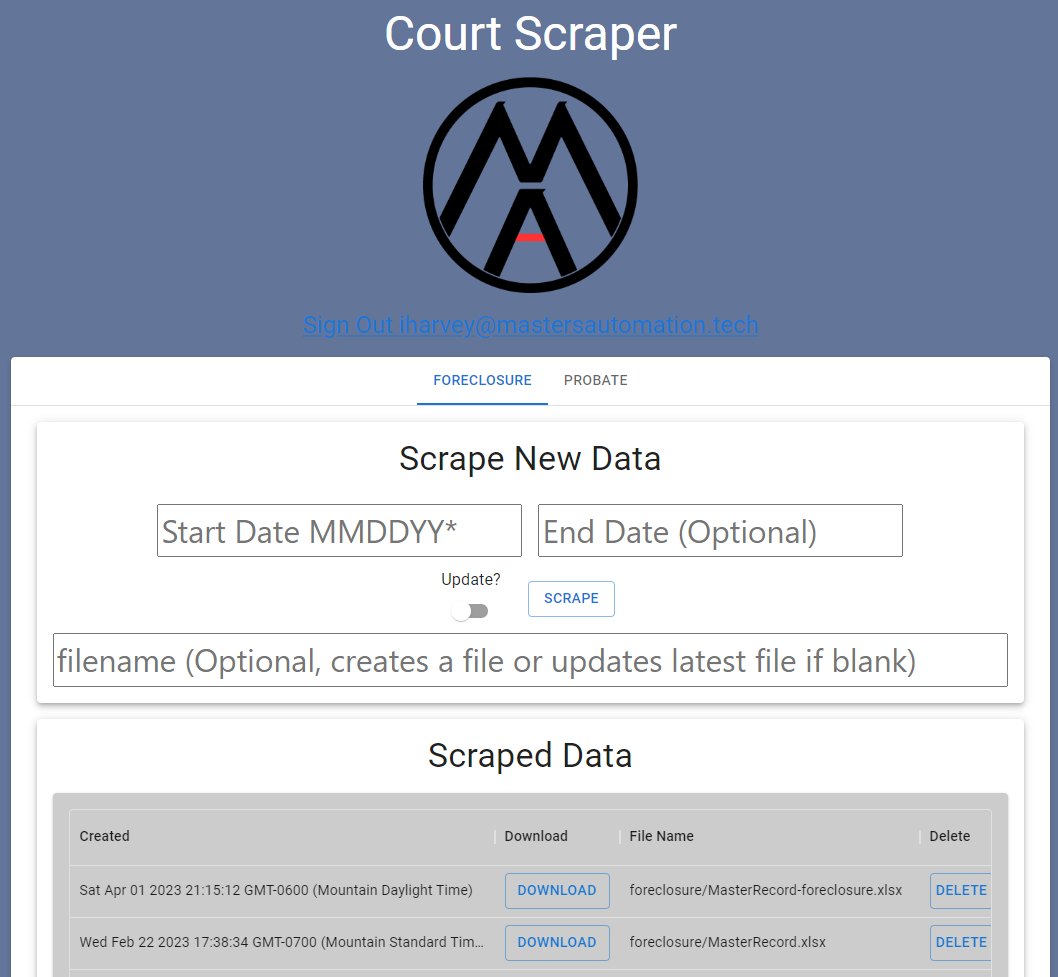 Court Scraper
MA
Sign Out iharvey@mastersautomation.tech
FORECLOSURE PROBATE
Scrape New Data
Start Date MMDDYY* End Date (Optional)
Update?
SCRAPE
filename (Optional, creates a file or updates latest file if blank)
Scraped Data
Created Download File Name Delete
Sat Apr 01 2023 21:15:12 GMT-0600 (Mountain Daylight Time) DOWNLOAD foreclosure/MasterRecord-foreclosure.xlsx DELETE
Wed Feb 22 2023 17:38:34 GMT-0700 (Mountain Standard Tim... DOWNLOAD foreclosure/MasterRecord.xlsx DELETE